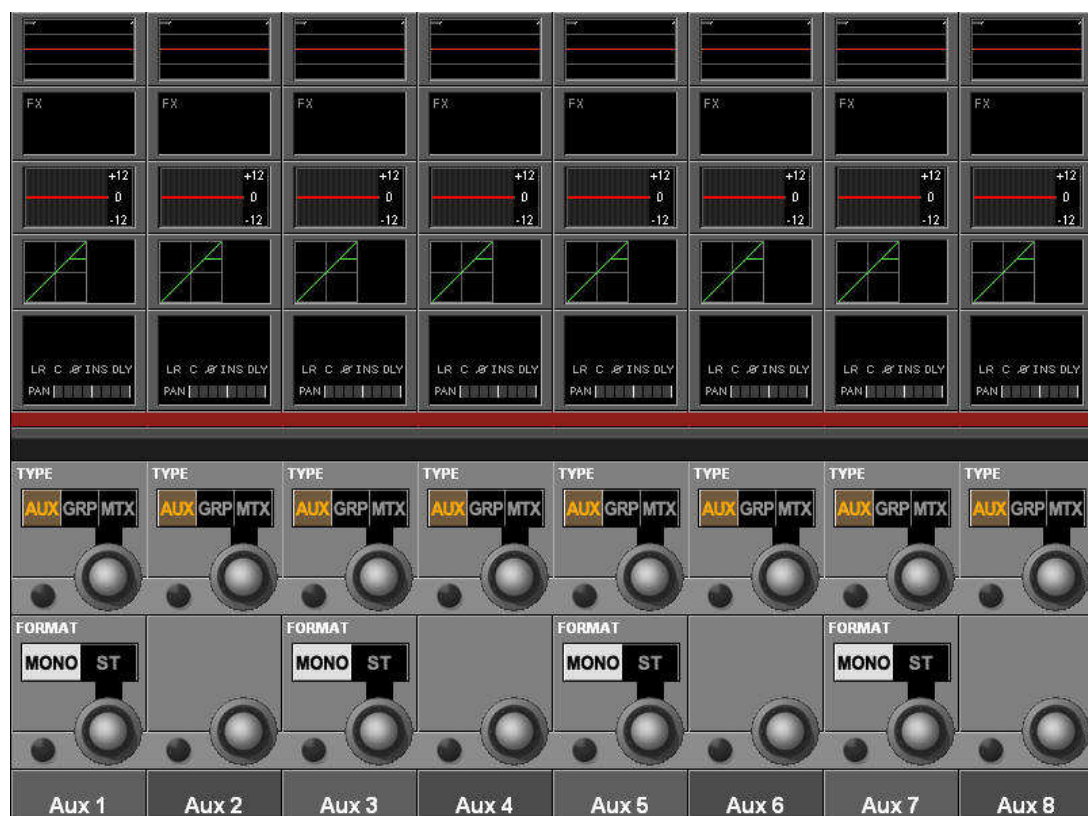 FX FX FX FX FX FX FX FX
+12 +12 +12 +12 +12 +12 +12 +12
0 0 0 0 0 0 0 0
-12 -12 -12 -12 -12 -12 -12 -12
LR C Ø INS DLY LR C Ø INS DLY LR C Ø INS DLY LR C Ø INS DLY LR C Ø INS DLY LR C Ø INS DLY LR C Ø INS DLY LR C Ø INS DLY
PAN PAN PAN PAN PAN PAN PAN PAN
TYPE TYPE TYPE TYPE TYPE TYPE TYPE TYPE
AUX GRP MTX AUX GRP MTX AUX GRP MTX AUX GRP MTX AUX GRP MTX AUX GRP MTX AUX GRP MTX AUX GRP MTX
FORMAT FORMAT FORMAT FORMAT
MONO ST MONO ST MONO ST MONO ST
Aux 1 Aux 2 Aux 3 Aux 4 Aux 5 Aux 6 Aux 7 Aux 8